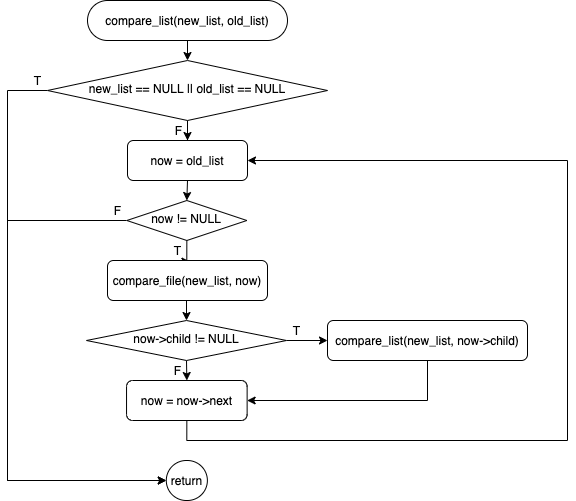 compare_list(new_list, old_list)
T
new_list == NULL || old_list == NULL
F
now = old_list
F
now != NULL
T
compare_file(new_list, now)
now->child != NULL
T
compare_list(new_list, now->child)
F
now = now->next
return